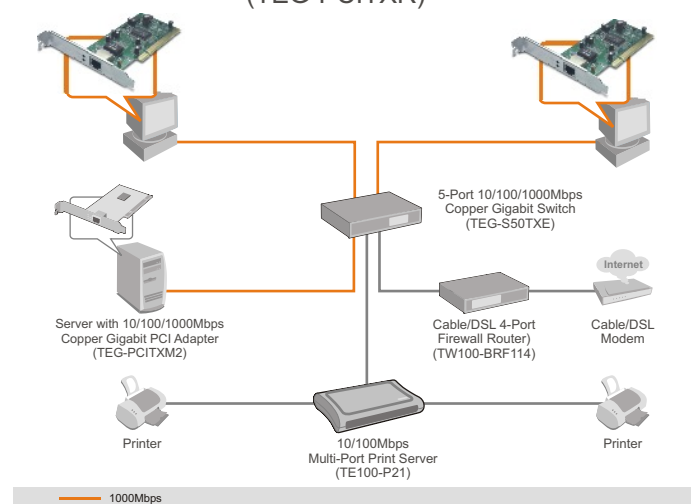 5-Port 10/100/1000Mbps
Copper Gigabit Switch
(TEG-S50TXE)
Internet
Server with 10/100/1000Mbps
Copper Gigabit PCI Adapter
(TEG-PCITXM2)
Cable/DSL 4-Port
Firewall Router)
(TW100-BRF114)
Cable/DSL
Modem
Printer
10/100Mbps
Multi-Port Print Server
(TE100-P21)
Printer
1000Mbps